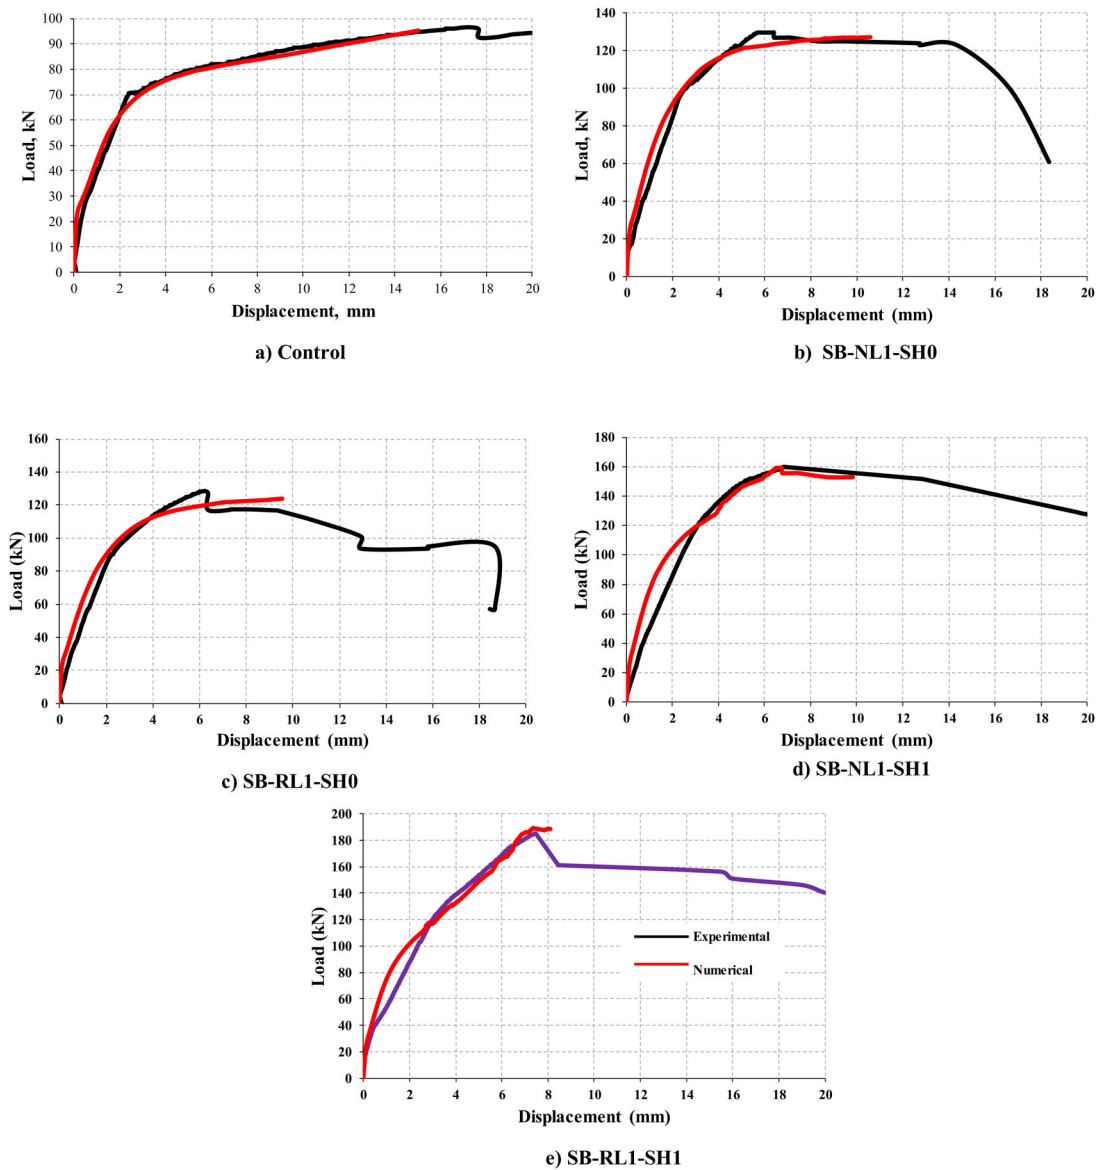 100
90
80
70
60
50
40
30
20
10
0
Load, kN
0 2 4 6 8 10 12 14 16 18 20
Displacement, mm
a) Control
140
120
100
80
60
40
20
0
Load, kN
0 2 4 6 8 10 12 14 16 18 20
Displacement (mm)
b) SB-NL1-SH0
160
140
120
100
80
60
40
20
0
Load (kN)
0 2 4 6 8 10 12 14 16 18 20
Displacement (mm)
c) SB-RL1-SH0
180
160
140
120
100
80
60
40
20
0
Load (kN)
0 2 4 6 8 10 12 14 16 18 20
Displacement (mm)
d) SB-NL1-SH1
200
180
160
140
120
100
80
60
40
20
0
Load (kN)
Experimental
Numerical
0 2 4 6 8 10 12 14 16 18 20
Displacement (mm)
e) SB-RL1-SH1